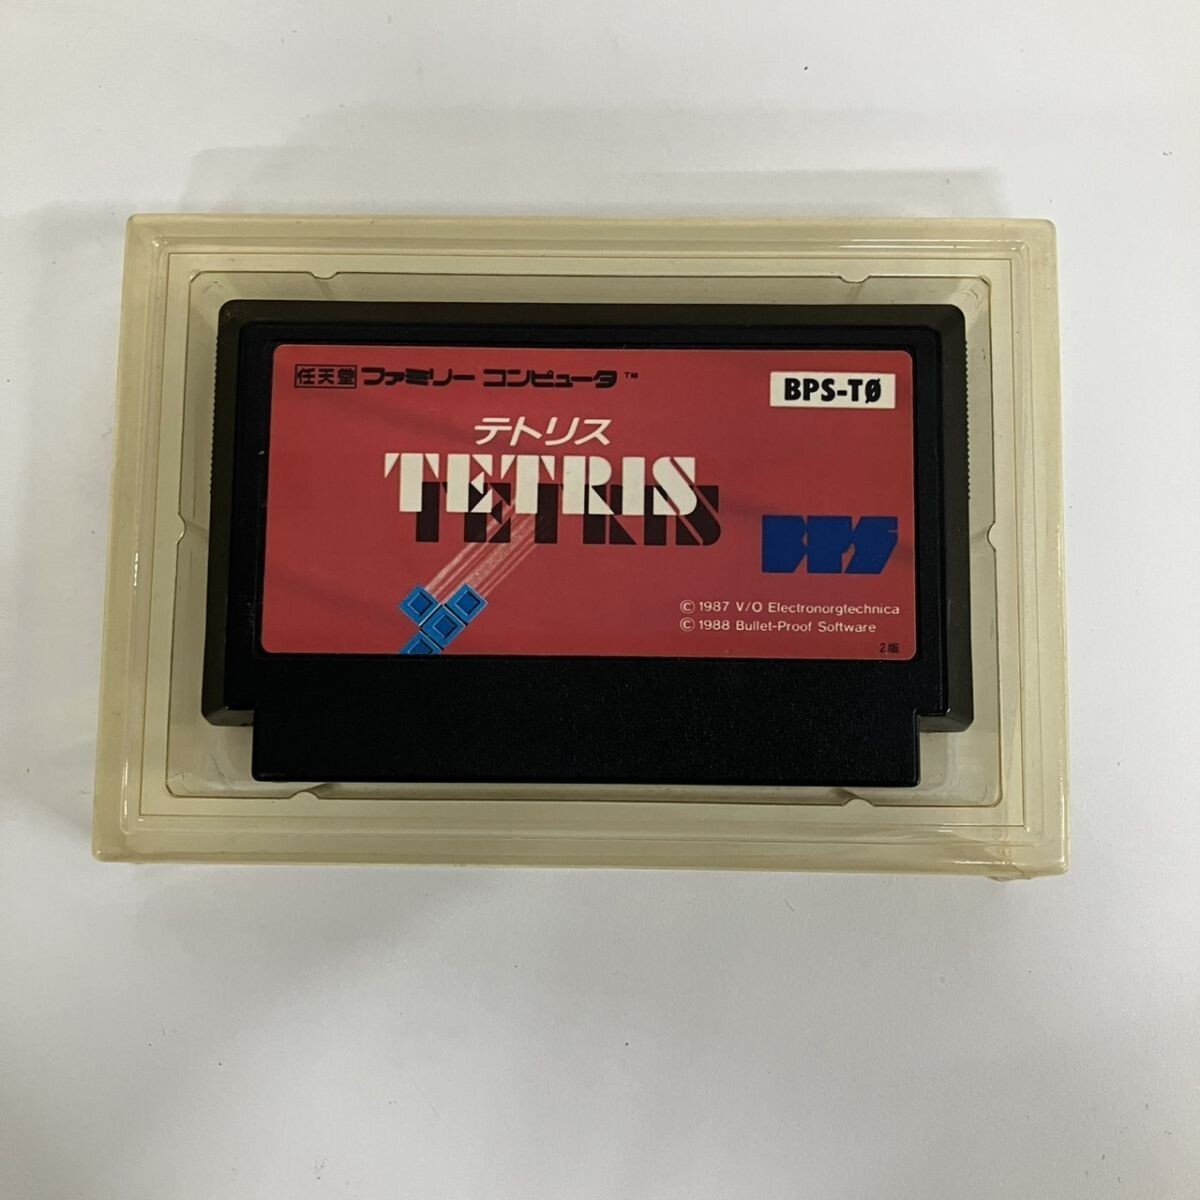 任天堂 ファミリー コンピュータ™
BPS-TØ
テトリス
TETRIS
TETRIS
BPS
© 1987 V/O Electronorgtechnica
© 1988 Bullet-Proof Software
2版